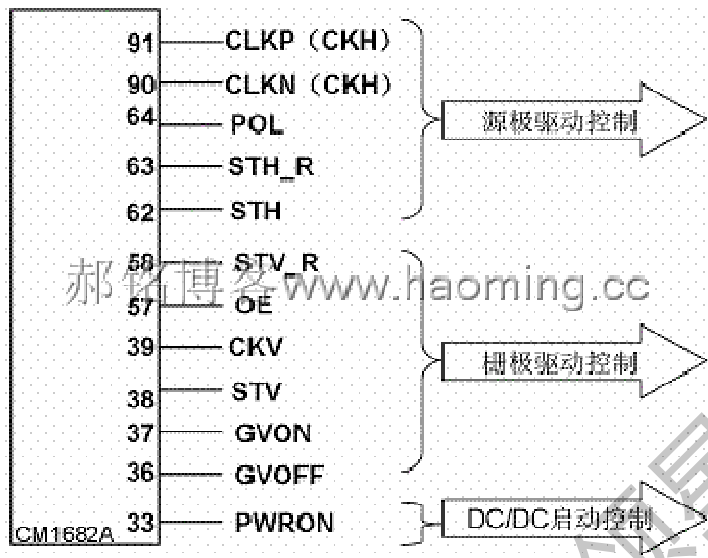 91 CLKP（CKH）
90 CLKN（CKH）
64 POL
源极驱动控制
63 STH_R
62 STH
58 STV_R
郝铭博客www.haoming.cc
57 OE
39 CKV
栅极驱动控制
38 STV
37 GVON
36 GVOFF
33 PWRON
DC/DC启动控制
CM1682A